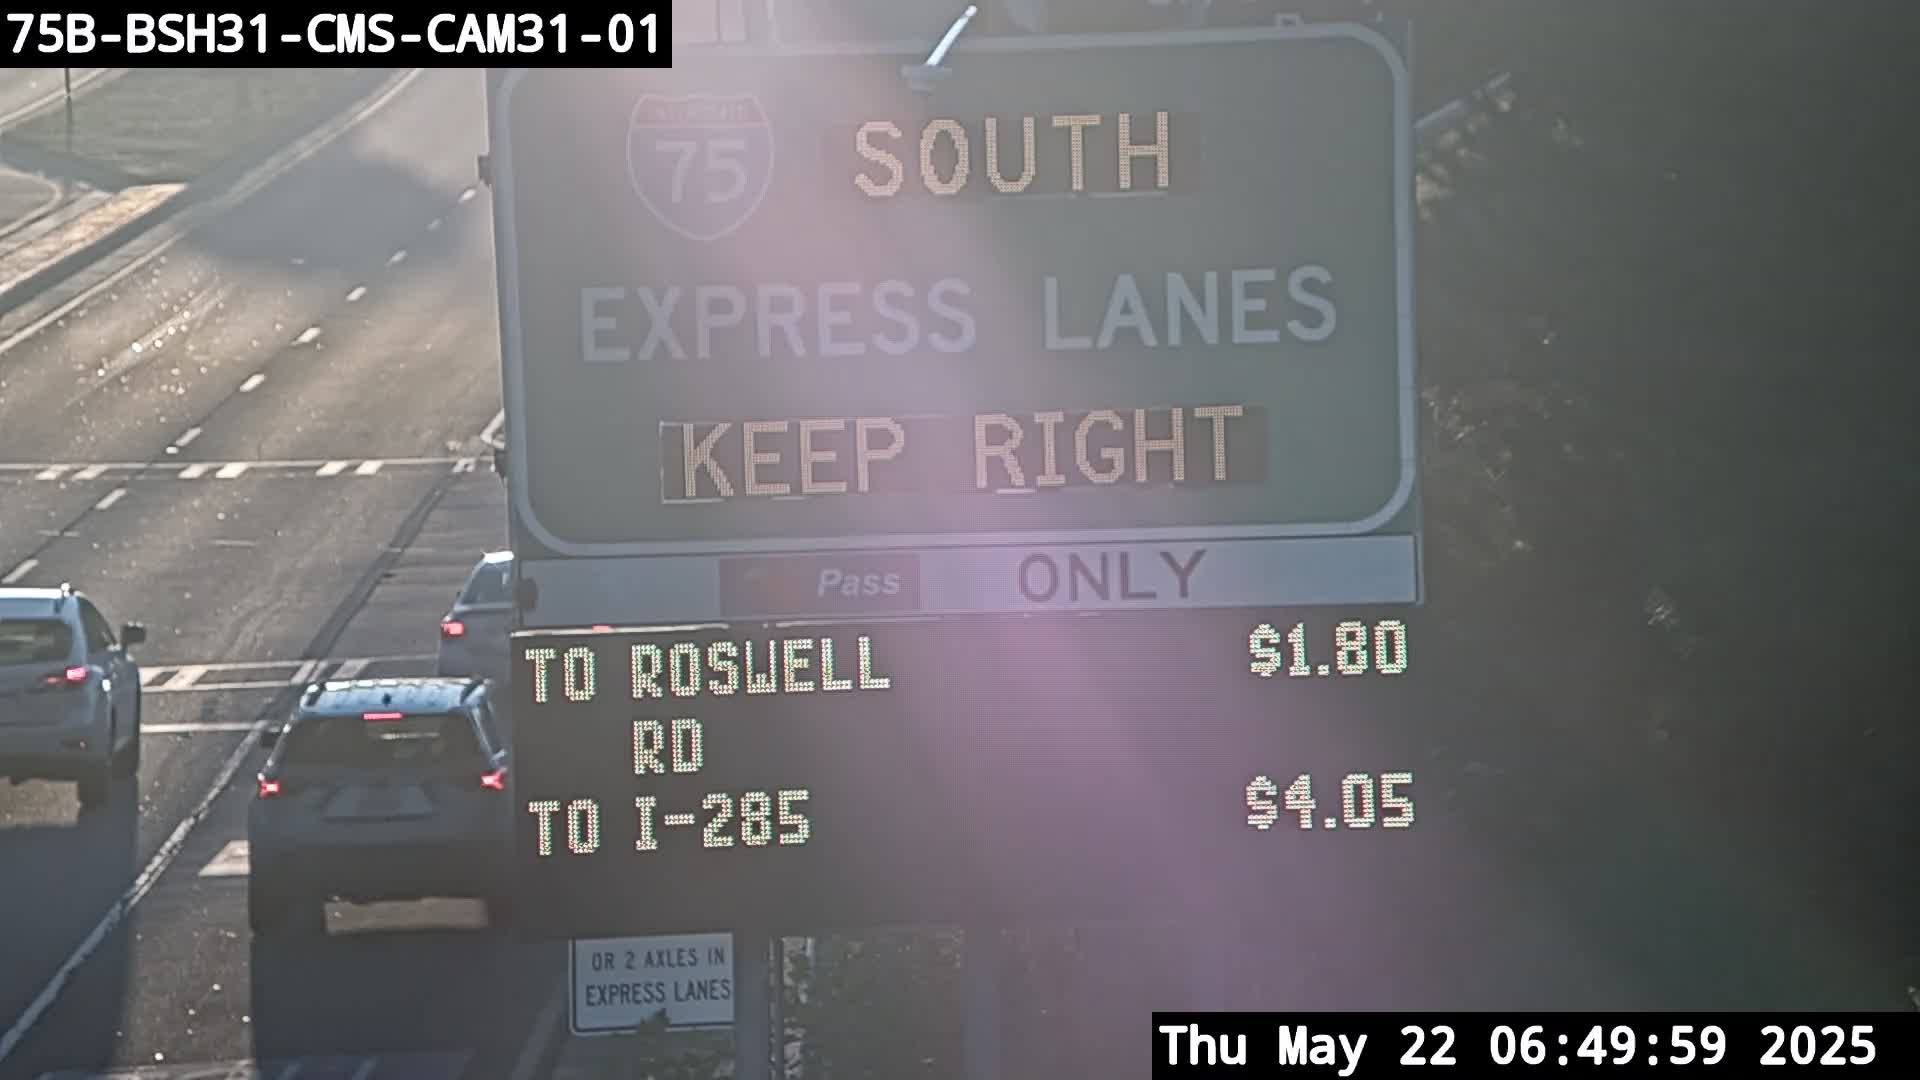 75B-BSH31-CMS-CAM31-01
INTERSTATE
75
SOUTH
EXPRESS LANES
KEEP RIGHT
Pass ONLY
TO ROSWELL $1.80
RD
TO I-285 $4.05
OR 2 AXLES IN
EXPRESS LANES
Thu May 22 06:49:59 2025